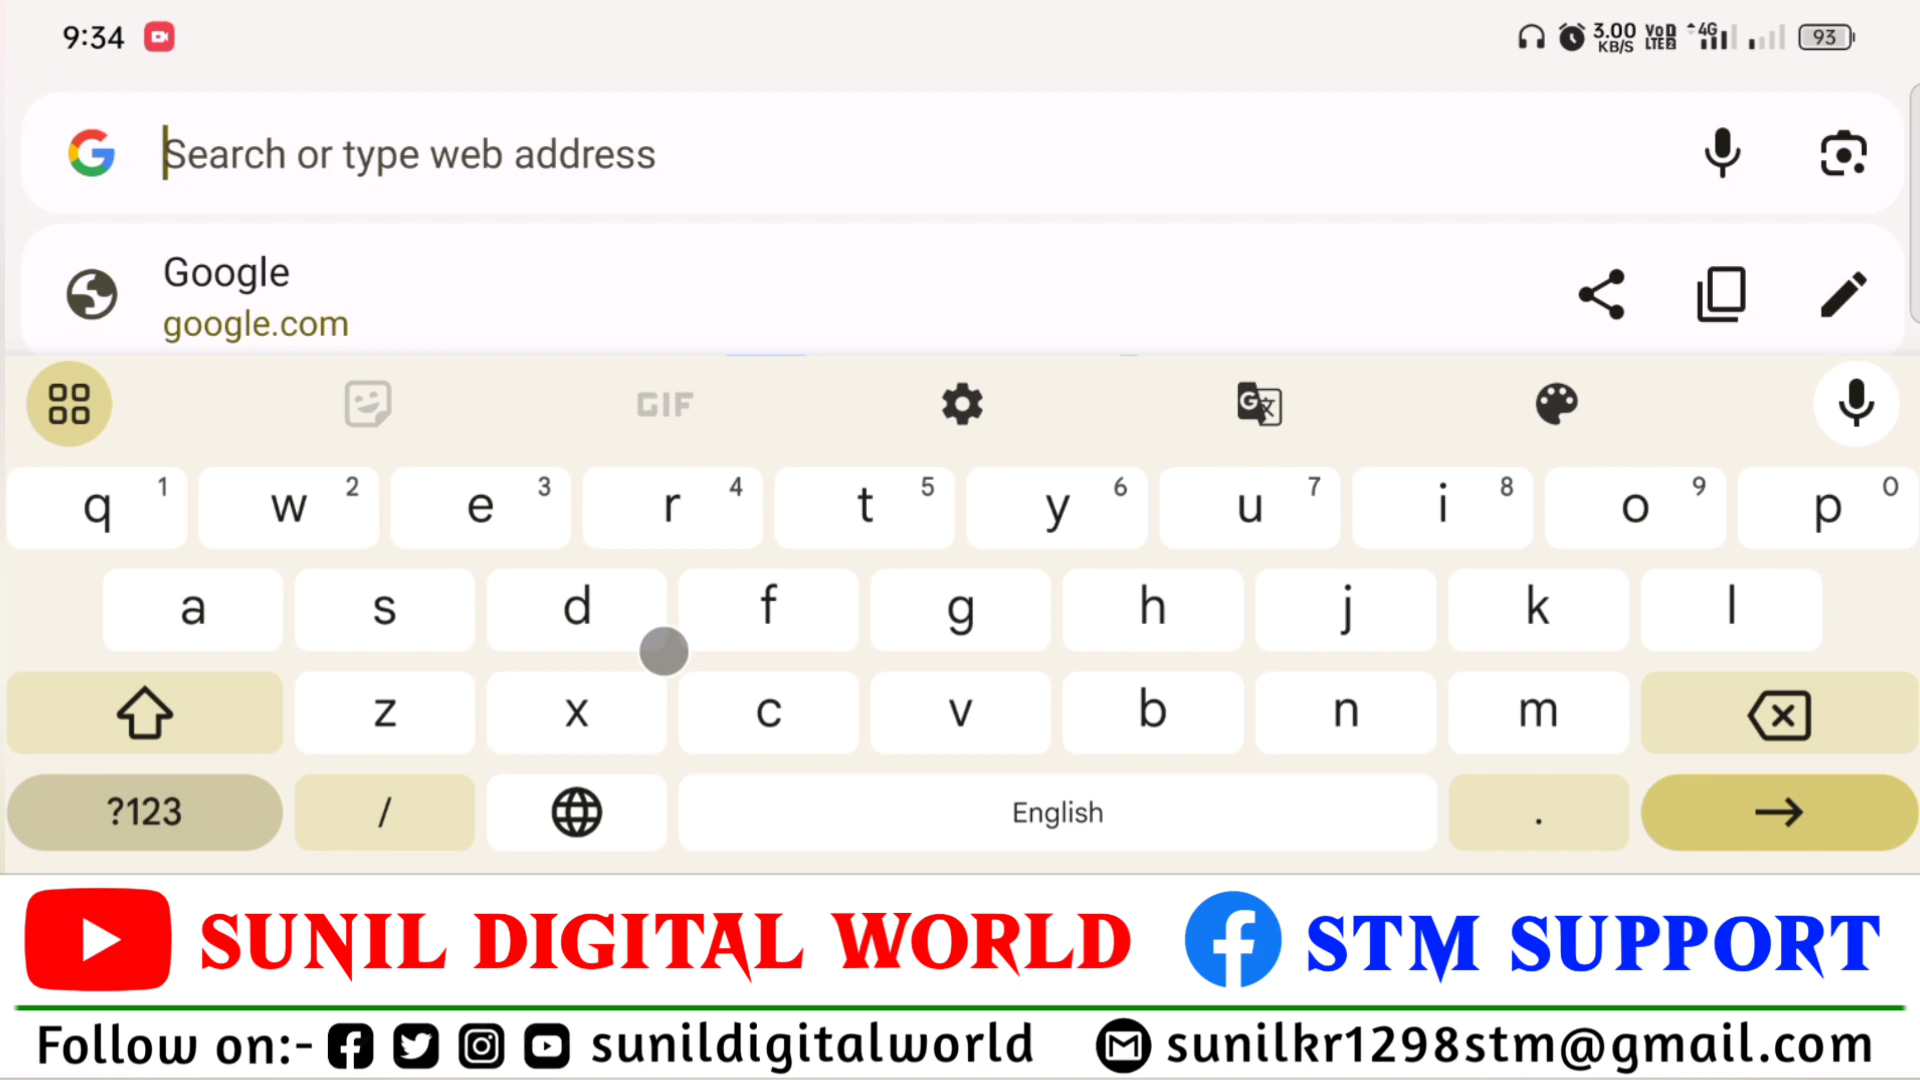 9:34 3.00 KB/S VoD LTE2 4G 93
Search or type web address
Google
google.com
GIF
q 1 w 2 e 3 r 4 t 5 y 6 u 7 i 8 o 9 p 0
a s d f g h j k l
z x c v b n m
?123 / English .
SUNIL DIGITAL WORLD STM SUPPORT
Follow on:- sunildigitalworld sunilkr1298stm@gmail.com